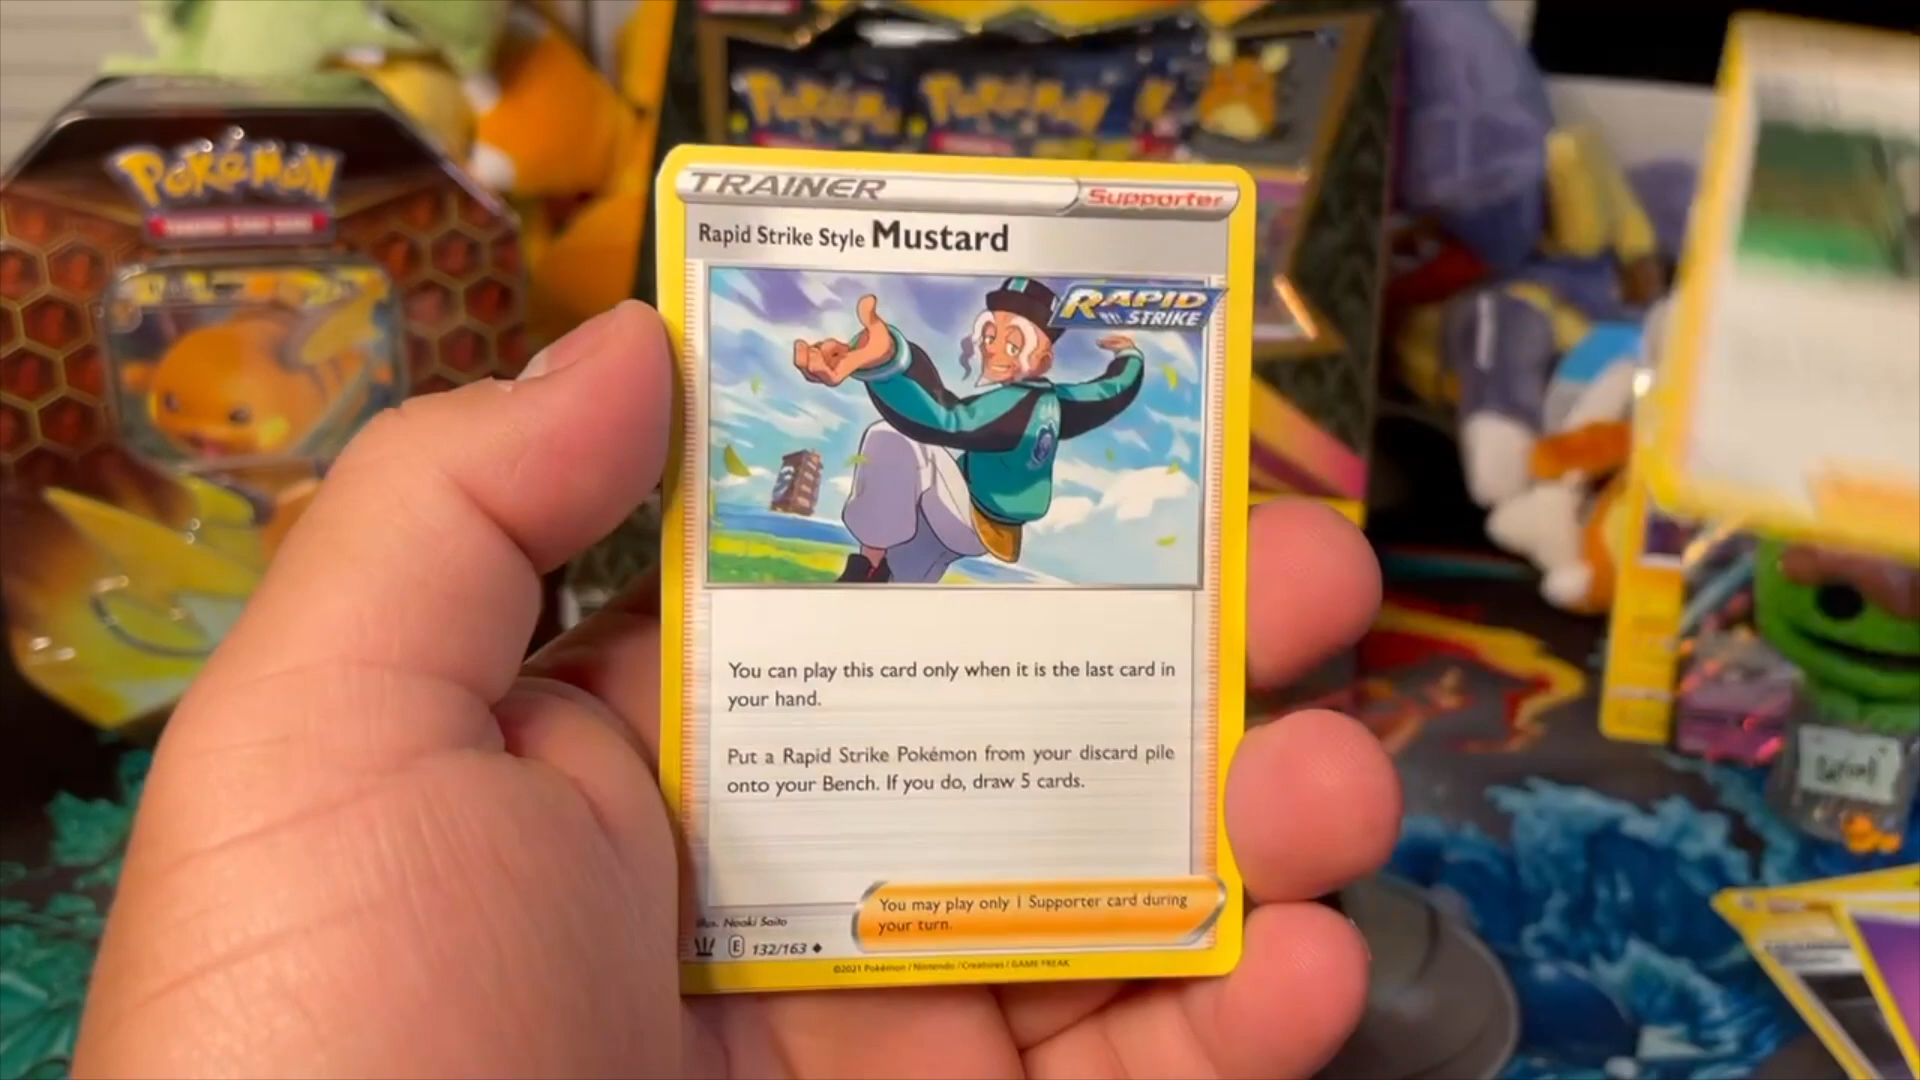 POKÉMON
POKÉMON
POKÉMON
TRAINER
Supporter
Rapid Strike Style Mustard
RAPID
STRIKE
You can play this card only when it is the last card in
your hand.
Put a Rapid Strike Pokémon from your discard pile
onto your Bench. If you do, draw 5 cards.
You may play only 1 Supporter card during
your turn.
illus. Naoki Saito
E 132/163
©2021 Pokémon / Nintendo / Creatures / GAME FREAK